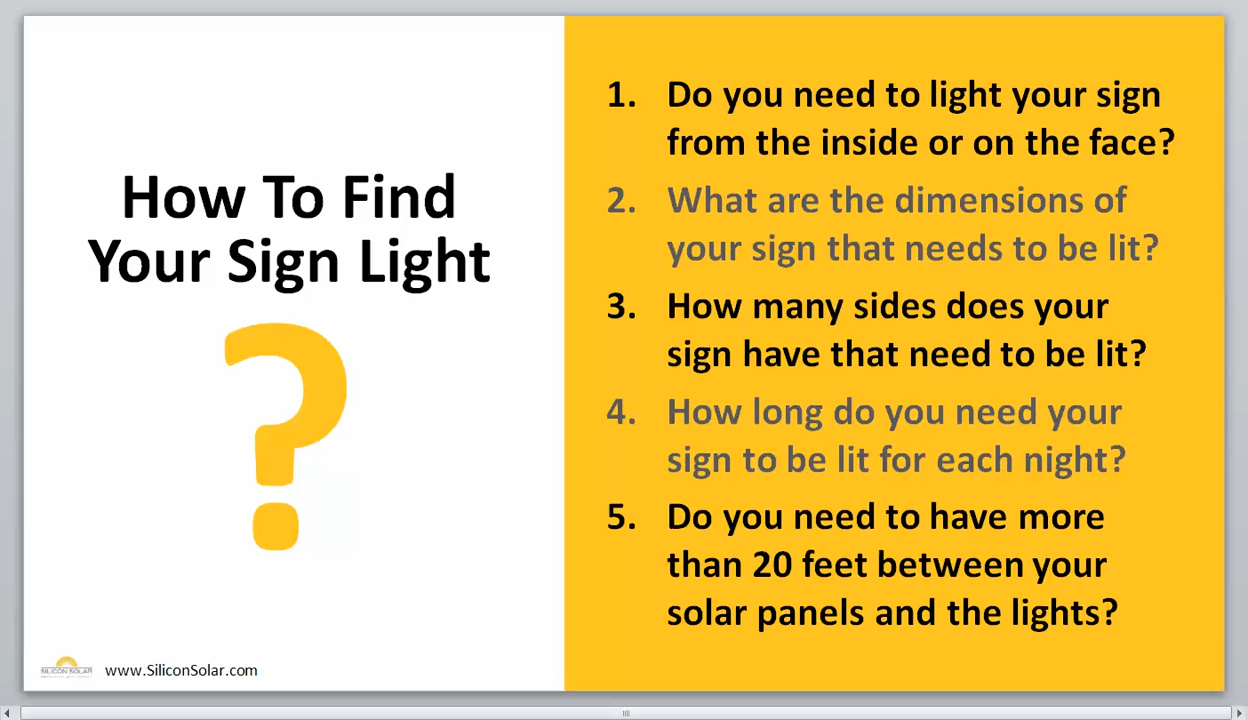 How To Find
Your Sign Light
?
1. Do you need to light your sign
from the inside or on the face?
2. What are the dimensions of
your sign that needs to be lit?
3. How many sides does your
sign have that need to be lit?
4. How long do you need your
sign to be lit for each night?
5. Do you need to have more
than 20 feet between your
solar panels and the lights?
SILICON SOLAR
www.SiliconSolar.com